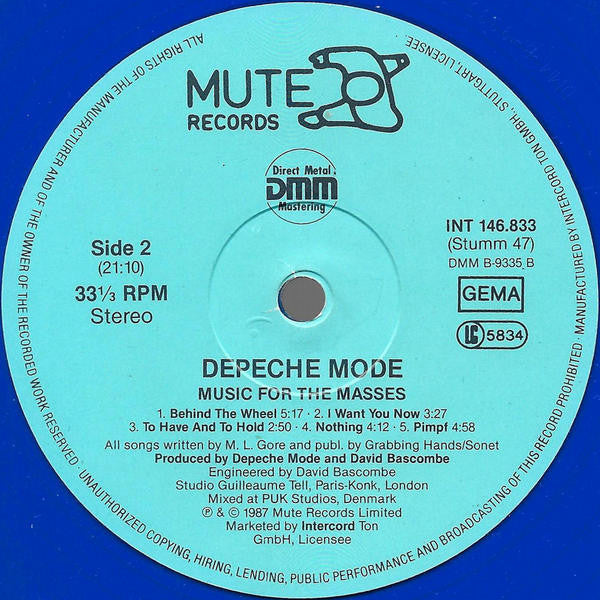 MUTE
RECORDS
Direct Metal
DMM
Mastering
Side 2
(21:10)
33⅓ RPM
Stereo
INT 146.833
(Stumm 47)
DMM B-9335 B
GEMA
LC 5834
DEPECHE MODE
MUSIC FOR THE MASSES
1. Behind The Wheel 5:17 · 2. I Want You Now 3:27
3. To Have And To Hold 2:50 · 4. Nothing 4:12 · 5. Pimpf 4:58
All songs written by M. L. Gore and publ. by Grabbing Hands/Sonet
Produced by Depeche Mode and David Bascombe
Engineered by David Bascombe
Studio Guilleaume Tell, Paris-Konk, London
Mixed at PUK Studios, Denmark
℗ & © 1987 Mute Records Limited
Marketed by Intercord Ton
GmbH, Licensee
ALL RIGHTS OF THE MANUFACTURER AND OF THE OWNER OF THE RECORDED WORK RESERVED · UNAUTHORIZED COPYING, HIRING, LENDING, PUBLIC PERFORMANCE AND BROADCASTING OF THIS RECORD PROHIBITED · MANUFACTURED BY INTERCORD TON GMBH, STUTTGART, LICENSEE